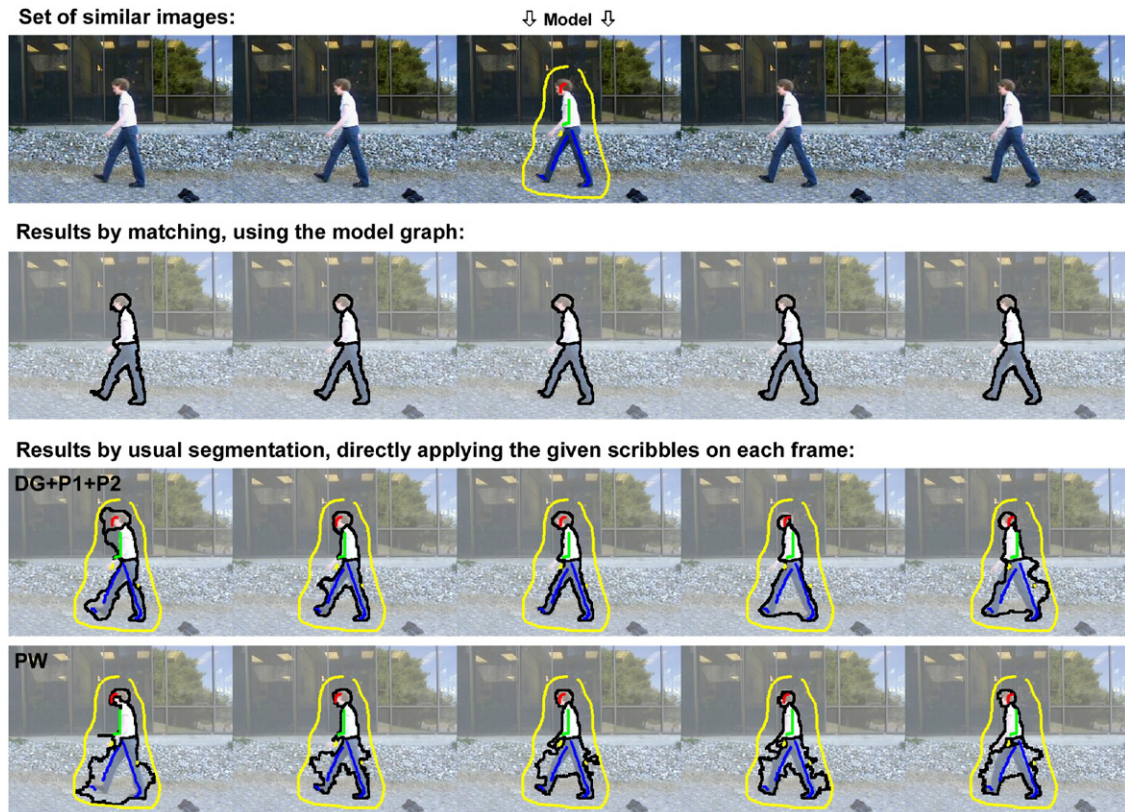 Set of similar images:
⇩ Model ⇩
Results by matching, using the model graph:
Results by usual segmentation, directly applying the given scribbles on each frame:
DG+P1+P2
PW